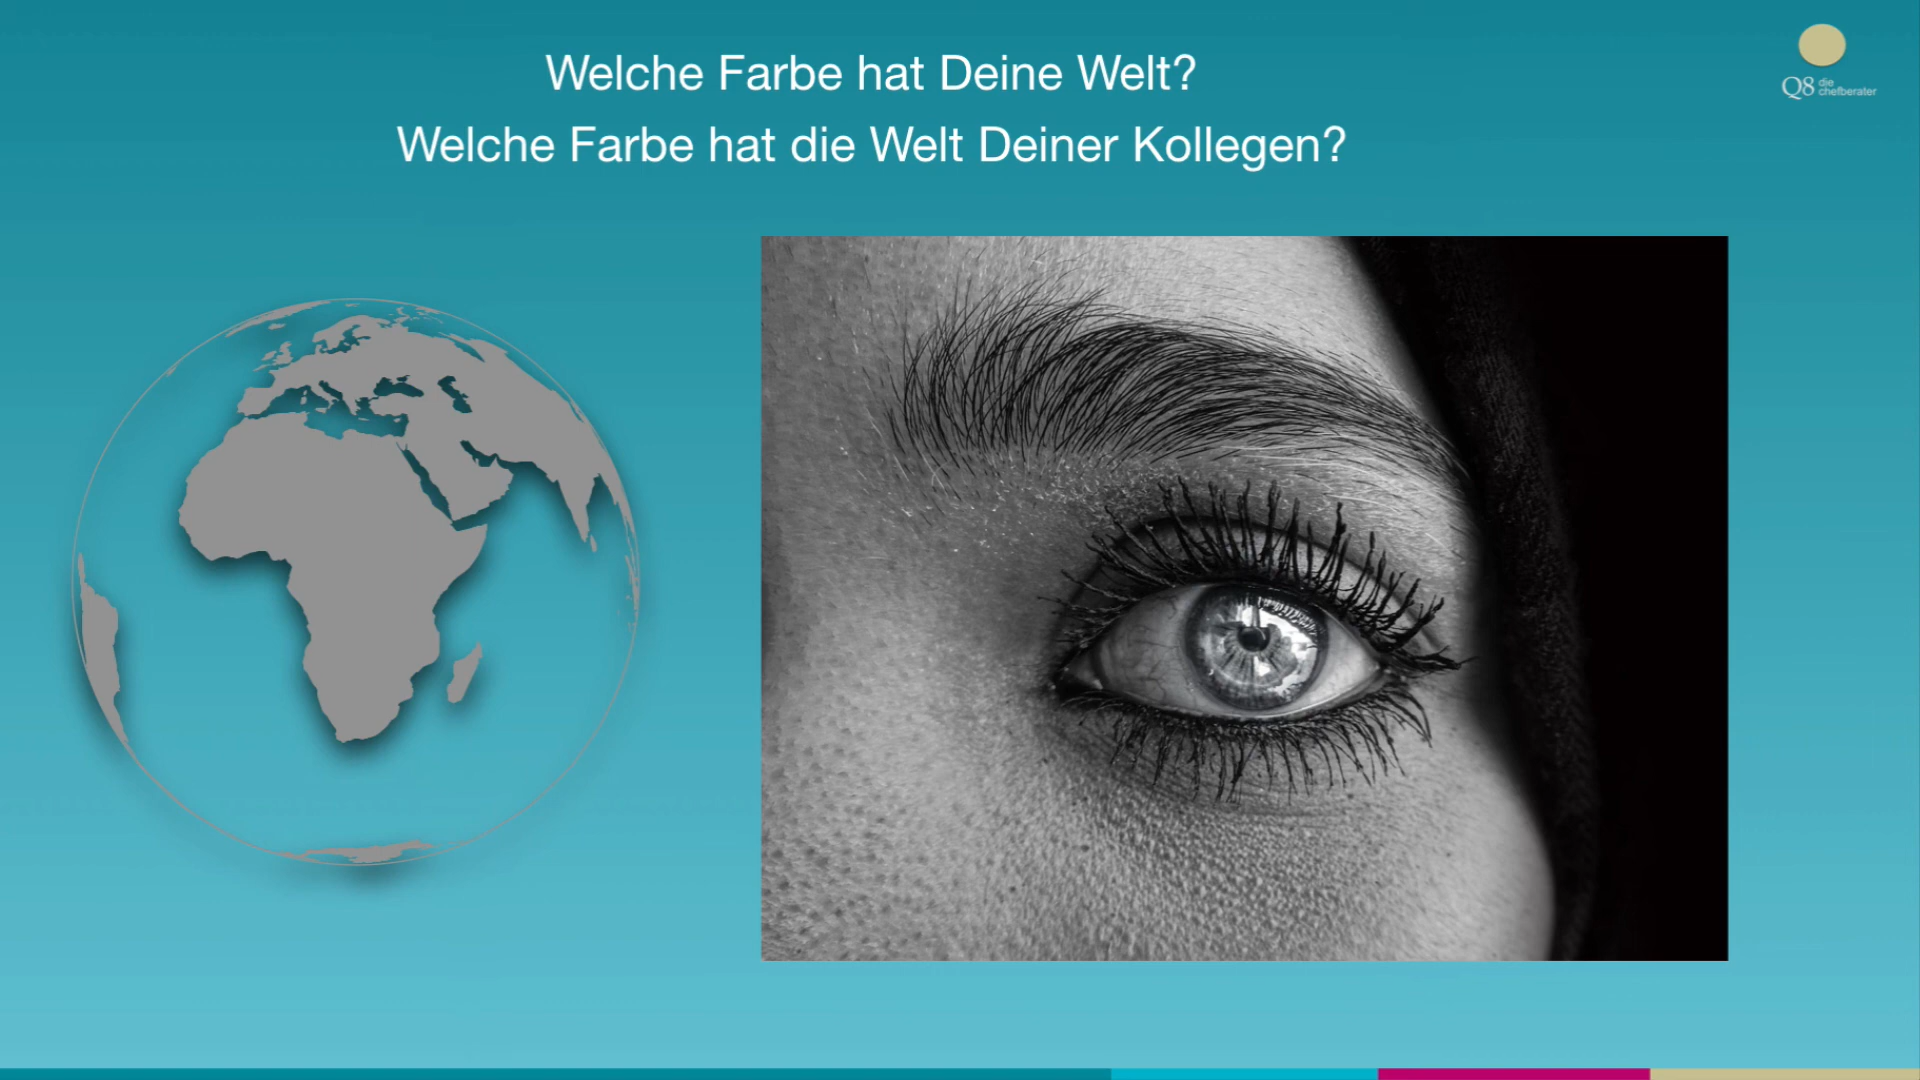 Welche Farbe hat Deine Welt?
Welche Farbe hat die Welt Deiner Kollegen?
Q8 die chefberater